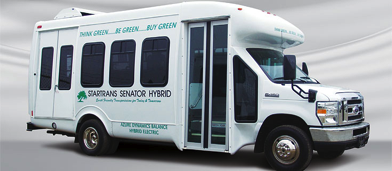 THINK GREEN.....BE GREEN......BUY GREEN
STARTRANS SENATOR HYBRID
AZURE DYNAMICS BALANCE
HYBRID ELECTRIC